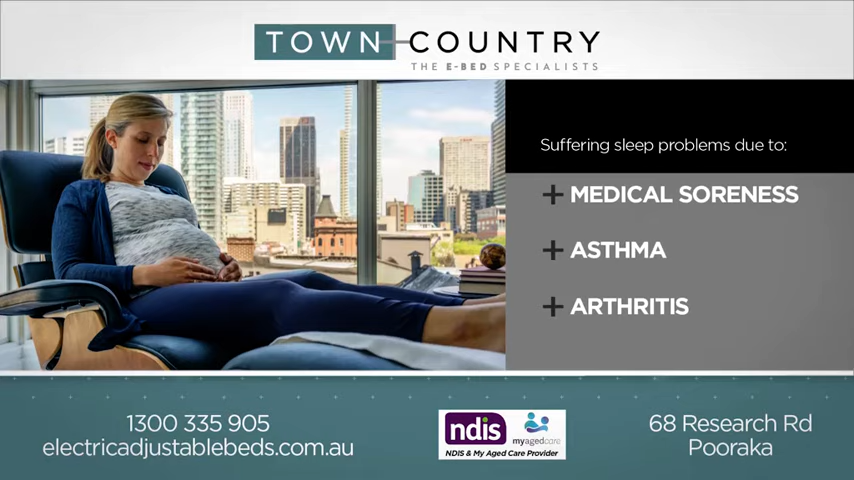 TOWN COUNTRY
THE E-BED SPECIALISTS
Suffering sleep problems due to:
+ MEDICAL SORENESS
+ ASTHMA
+ ARTHRITIS
1300 335 905
electricadjustablebeds.com.au
ndis
myagedcare
NDIS & My Aged Care Provider
68 Research Rd
Pooraka